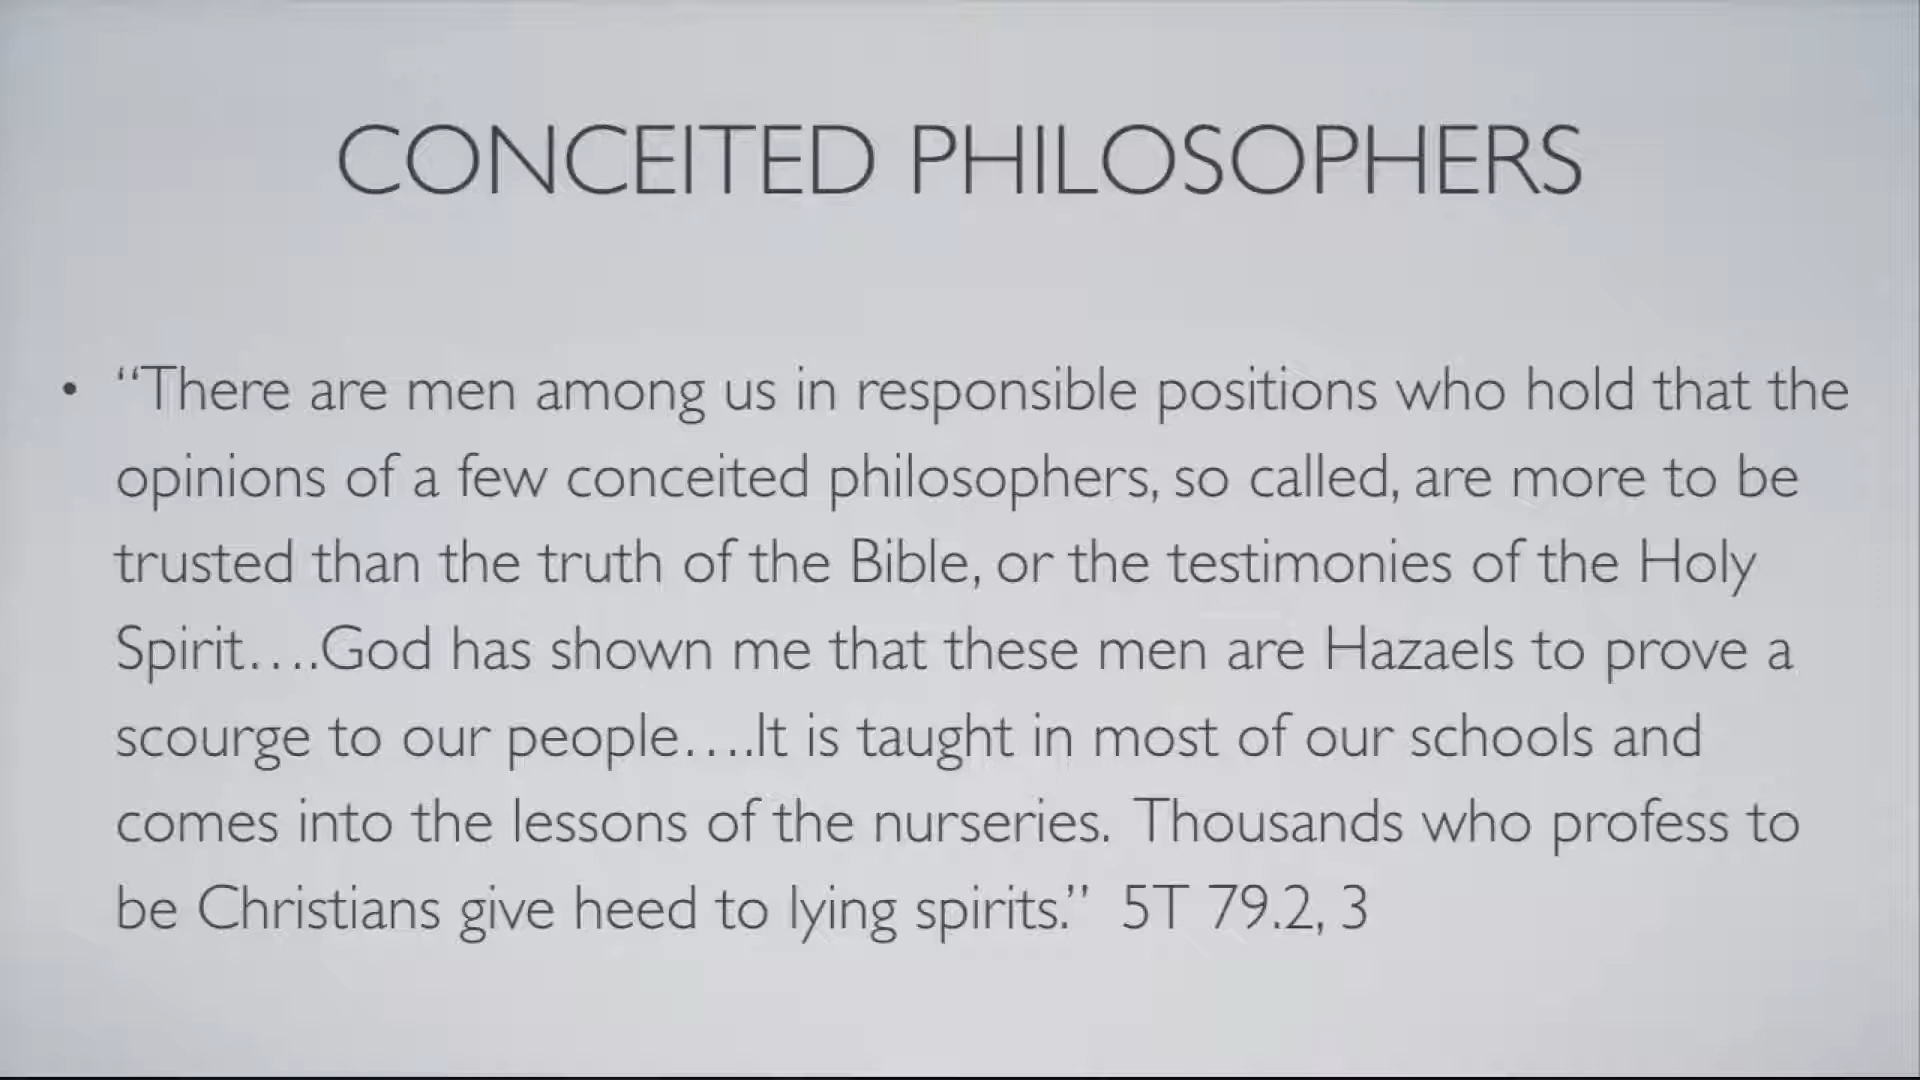 CONCEITED PHILOSOPHERS
• “There are men among us in responsible positions who hold that the
opinions of a few conceited philosophers, so called, are more to be
trusted than the truth of the Bible, or the testimonies of the Holy
Spirit….God has shown me that these men are Hazaels to prove a
scourge to our people….It is taught in most of our schools and
comes into the lessons of the nurseries. Thousands who profess to
be Christians give heed to lying spirits.” 5T 79.2, 3